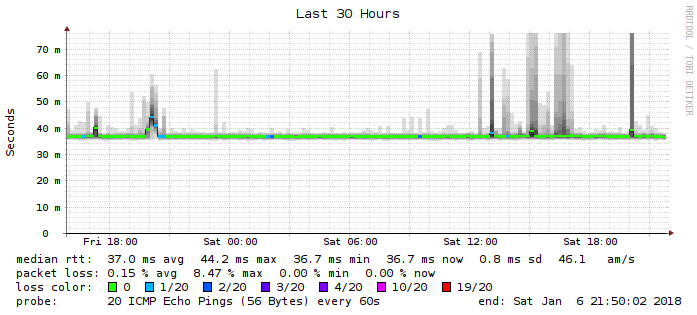 Last 30 Hours
RRDTOOL / TOBI OETIKER
Seconds
70 m
60 m
50 m
40 m
30 m
20 m
10 m
0
Fri 18:00 Sat 00:00 Sat 06:00 Sat 12:00 Sat 18:00
median rtt: 37.0 ms avg 44.2 ms max 36.7 ms min 36.7 ms now 0.8 ms sd 46.1 am/s
packet loss: 0.15 % avg 8.47 % max 0.00 % min 0.00 % now
loss color: 0 1/20 2/20 3/20 4/20 10/20 19/20
probe: 20 ICMP Echo Pings (56 Bytes) every 60s end: Sat Jan 6 21:50:02 2018